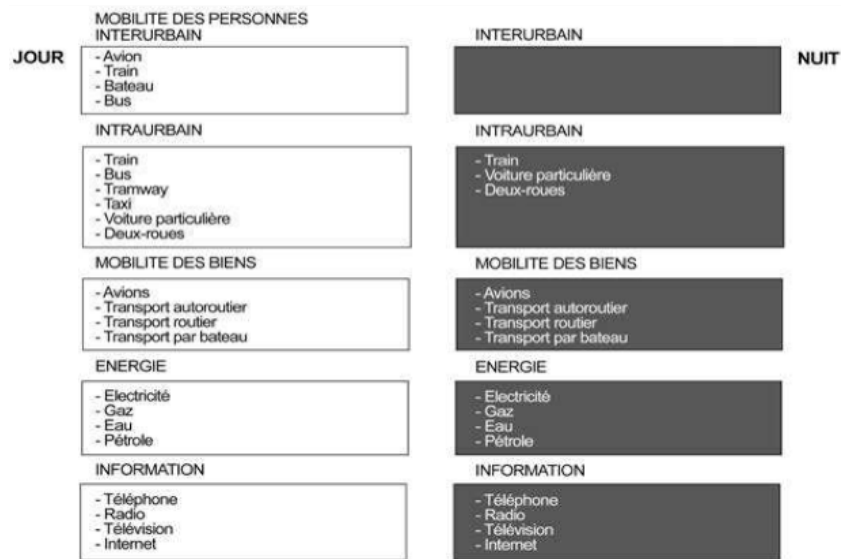 MOBILITE DES PERSONNES
INTERURBAIN
JOUR
- Avion
- Train
- Bateau
- Bus
INTRAURBAIN
- Train
- Bus
- Tramway
- Taxi
- Voiture particulière
- Deux-roues
MOBILITE DES BIENS
- Avions
- Transport autoroutier
- Transport routier
- Transport par bateau
ENERGIE
- Electricité
- Gaz
- Eau
- Pétrole
INFORMATION
- Téléphone
- Radio
- Télévision
- Internet
INTERURBAIN
NUIT
INTRAURBAIN
- Train
- Voiture particulière
- Deux-roues
MOBILITE DES BIENS
- Avions
- Transport autoroutier
- Transport routier
- Transport par bateau
ENERGIE
- Electricité
- Gaz
- Eau
- Pétrole
INFORMATION
- Téléphone
- Radio
- Télévision
- Internet